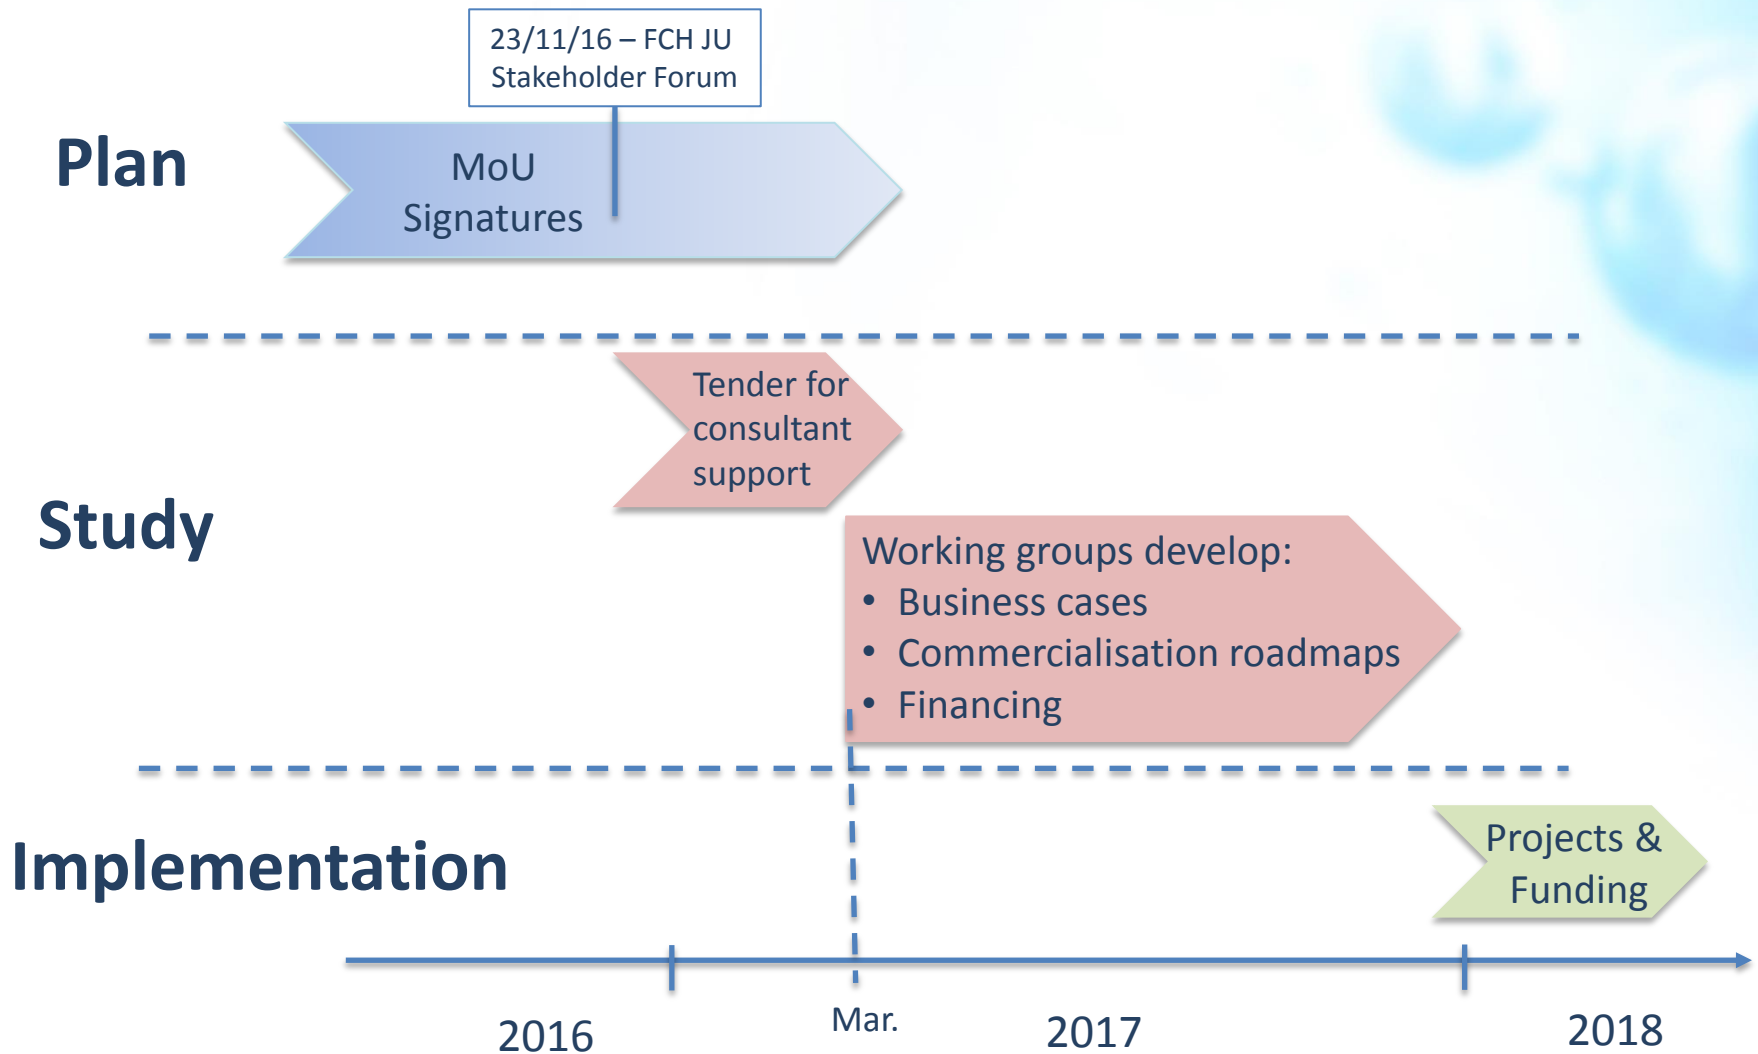 23/11/16 – FCH JU
Stakeholder Forum
Plan
MoU
Signatures
Tender for
consultant
support
Study
Working groups develop:
• Business cases
• Commercialisation roadmaps
• Financing
Implementation
Projects &
Funding
2016
Mar.
2017
2018